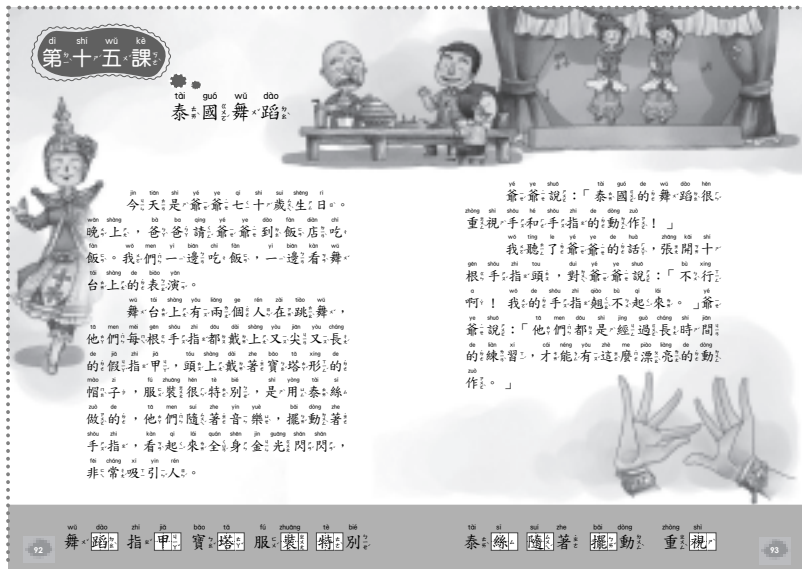 第十五課
泰國舞蹈
今天是爺爺七十歲生日。
晚上，爸爸請爺爺到飯店吃
飯。我們一邊吃飯，一邊看舞
台上的表演。
舞台上有兩個人在跳舞，
他們每根手指都戴上又尖又長
的假指甲，頭上戴著寶塔形的
帽子，服裝很特別，是用泰絲
做的，他們隨著音樂，擺動著
手指，看起來全身金光閃閃，
非常吸引人。
爺爺說：「泰國的舞蹈很
重視手和手指的動作！」
我聽了爺爺的話，張開十
根手指頭，對爺爺說：「不行
啊！我的手指翹不起來。」爺
爺說：「他們都是經過長時間
的練習，才能有這麼漂亮的動
作。」
舞蹈 指甲 寶塔 服裝 特別
泰絲 隨著 擺動 重視
92
93